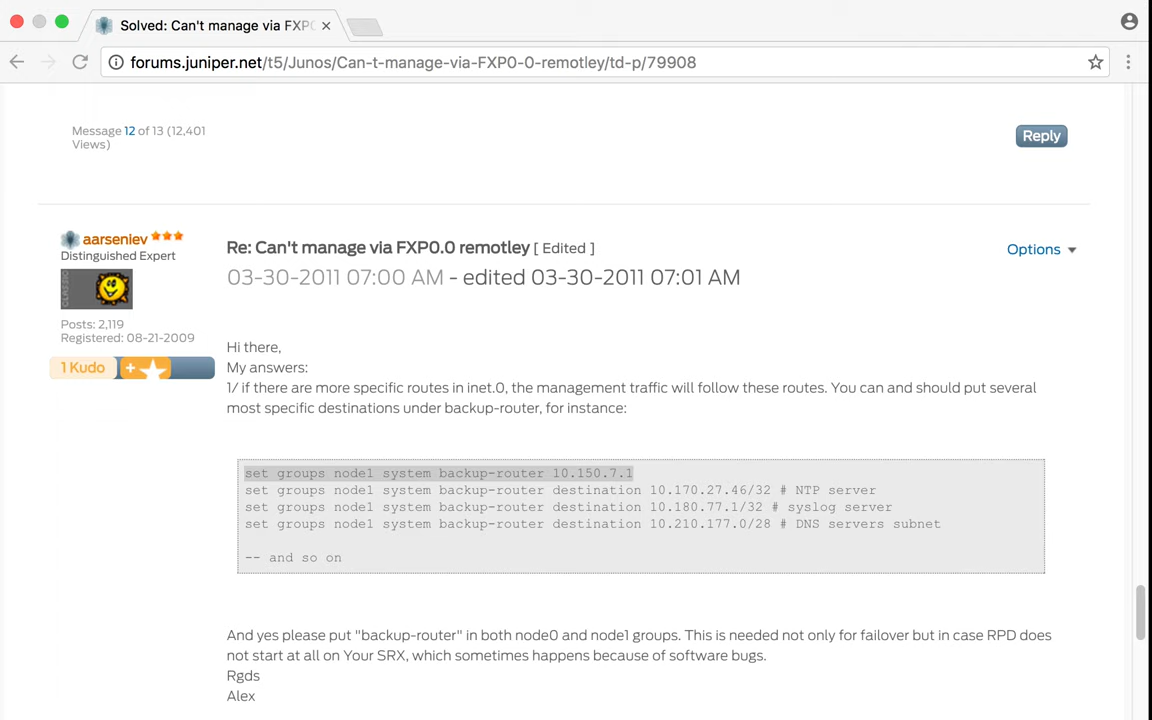 Solved: Can't manage via FXP
forums.juniper.net/t5/Junos/Can-t-manage-via-FXP0-0-remotley/td-p/79908
Message 12 of 13 (12,401
Views)
Reply
aarseniev
Distinguished Expert
CLASSIC
Posts: 2,119
Registered: 08-21-2009
1 Kudo
+
Re: Can't manage via FXP0.0 remotley [ Edited ]
Options
03-30-2011 07:00 AM - edited 03-30-2011 07:01 AM
Hi there,
My answers:
1/ if there are more specific routes in inet.0, the management traffic will follow these routes. You can and should put several
most specific destinations under backup-router, for instance:
set groups node1 system backup-router 10.150.7.1
set groups node1 system backup-router destination 10.170.27.46/32 # NTP server
set groups node1 system backup-router destination 10.180.77.1/32 # syslog server
set groups node1 system backup-router destination 10.210.177.0/28 # DNS servers subnet
-- and so on
And yes please put "backup-router" in both node0 and node1 groups. This is needed not only for failover but in case RPD does
not start at all on Your SRX, which sometimes happens because of software bugs.
Rgds
Alex